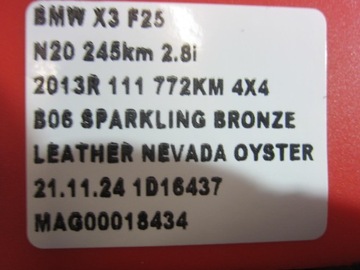 BMW X3 F25
N20 245km 2.8i
2013R 111 772KM 4X4
B06 SPARKLING BRONZE
LEATHER NEVADA OYSTER
21.11.24 1D16437
MAG00018434